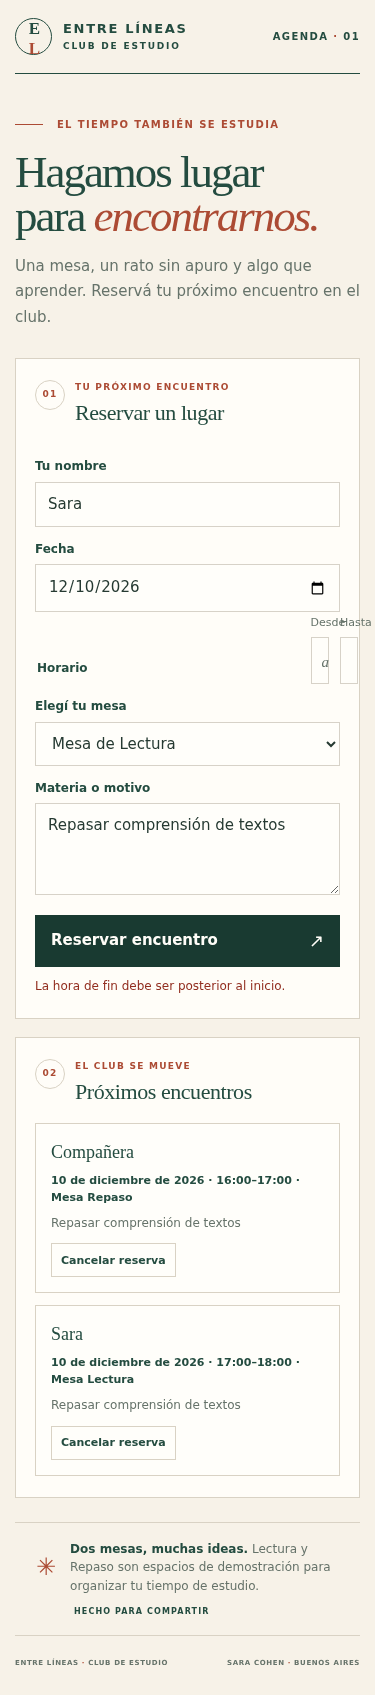 E
L
ENTRE LÍNEAS
CLUB DE ESTUDIO
AGENDA · 01
EL TIEMPO TAMBIÉN SE ESTUDIA
Hagamos lugar
para encontrarnos.
Una mesa, un rato sin apuro y algo que
aprender. Reservá tu próximo encuentro en el
club.
01
TU PRÓXIMO ENCUENTRO
Reservar un lugar
Tu nombre
Sara
Fecha
12/10/2026
Desde
Hasta
Horario
a
Elegí tu mesa
Mesa de Lectura
Materia o motivo
Repasar comprensión de textos
Reservar encuentro ↗
La hora de fin debe ser posterior al inicio.
02
EL CLUB SE MUEVE
Próximos encuentros
Compañera
10 de diciembre de 2026 · 16:00–17:00 ·
Mesa Repaso
Repasar comprensión de textos
Cancelar reserva
Sara
10 de diciembre de 2026 · 17:00–18:00 ·
Mesa Lectura
Repasar comprensión de textos
Cancelar reserva
Dos mesas, muchas ideas. Lectura y
Repaso son espacios de demostración para
organizar tu tiempo de estudio.
HECHO PARA COMPARTIR
ENTRE LÍNEAS · CLUB DE ESTUDIO
SARA COHEN · BUENOS AIRES